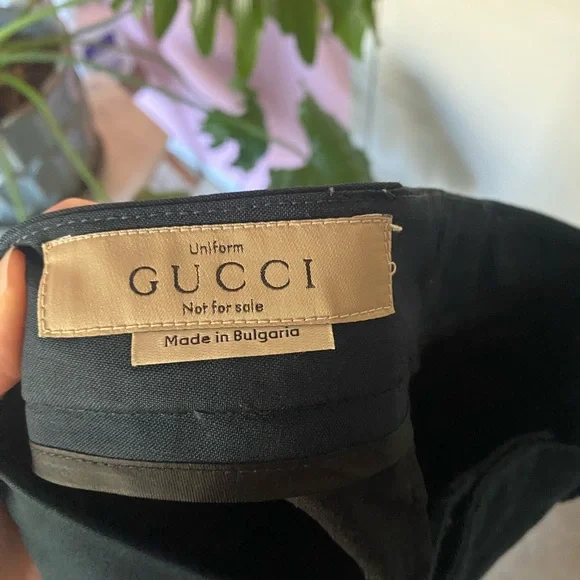 Uniform
GUCCI
Not for sale
Made in Bulgaria